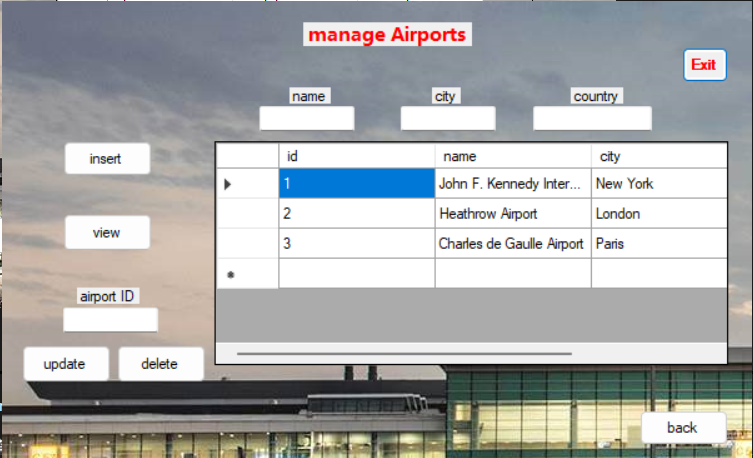 manage Airports
Exit
name city country
insert
id name city
1 John F. Kennedy Inter... New York
2 Heathrow Airport London
3 Charles de Gaulle Airport Paris
view
airport ID
update delete
back